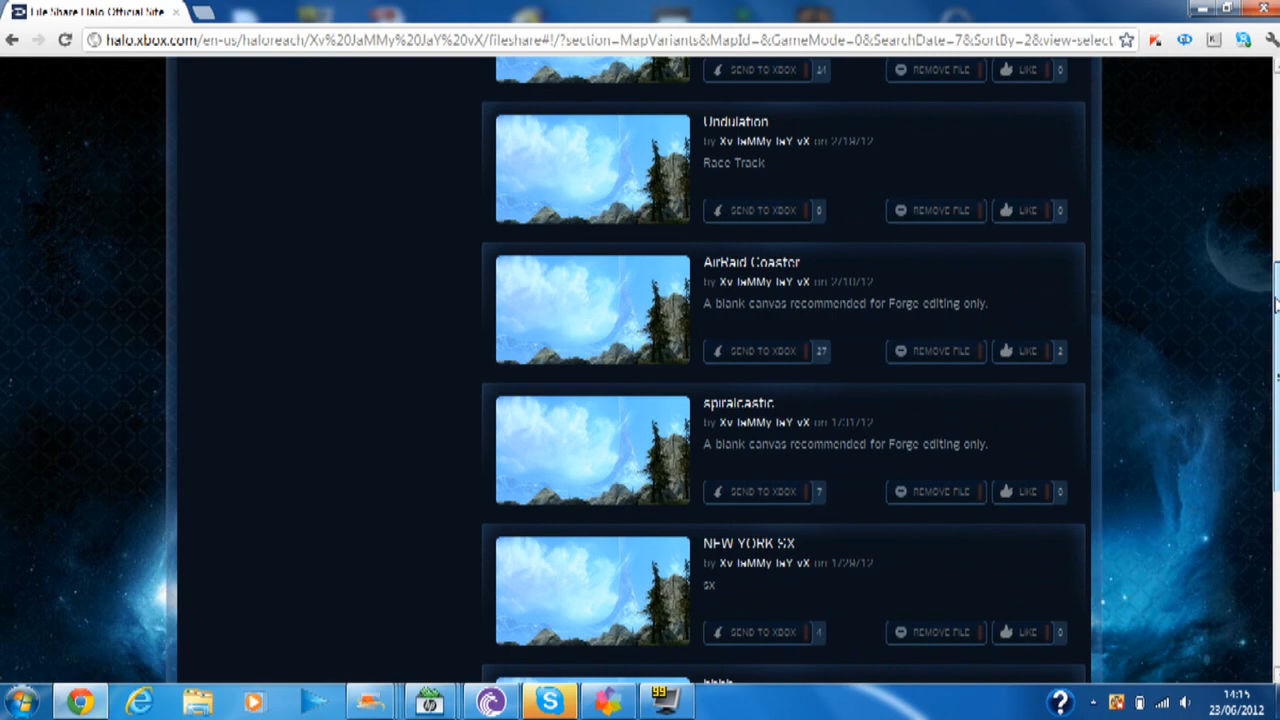 File Share Halo Official Site
halo.xbox.com/en-us/haloreach/Xv%20JaMMy%20JaY%20vX/fileshare#!/?section=MapVariants&MapId=&GameMode=0&SearchDate=7&SortBy=2&view-select
SEND TO XBOX 14 REMOVE FILE LIKE 0
Undulation
by Xv JaMMy JaY vX on 2/19/12
Race Track
SEND TO XBOX 0 REMOVE FILE LIKE 0
AirRaid Coaster
by Xv JaMMy JaY vX on 2/10/12
A blank canvas recommended for Forge editing only.
SEND TO XBOX 27 REMOVE FILE LIKE 2
spiralcastic
by Xv JaMMy JaY vX on 1/31/12
A blank canvas recommended for Forge editing only.
SEND TO XBOX 7 REMOVE FILE LIKE 0
NEW YORK SX
by Xv JaMMy JaY vX on 1/29/12
sx
SEND TO XBOX 4 REMOVE FILE LIKE 0
hp
99
14:15
23/06/2012